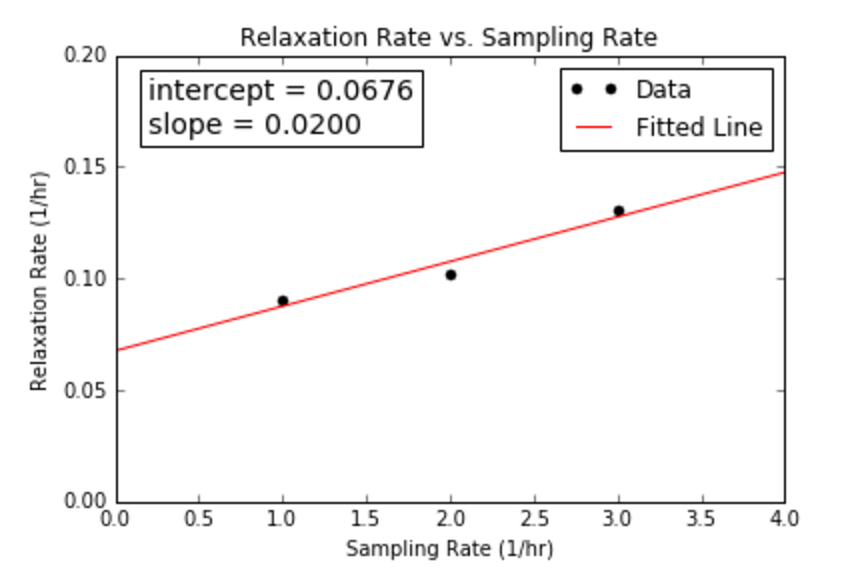 Relaxation Rate vs. Sampling Rate
intercept = 0.0676
slope = 0.0200
Data
Fitted Line
0.20
0.15
0.10
0.05
0.00
Relaxation Rate (1/hr)
0.0 0.5 1.0 1.5 2.0 2.5 3.0 3.5 4.0
Sampling Rate (1/hr)